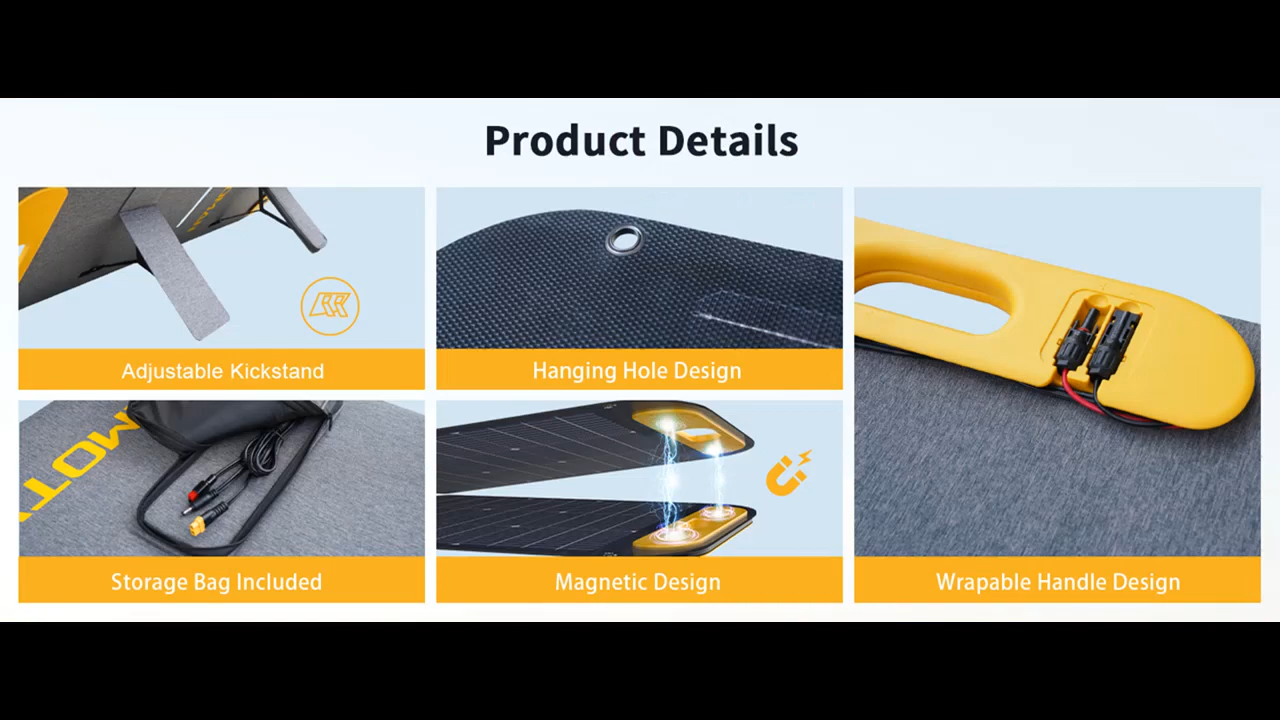 Product Details
Adjustable Kickstand
Hanging Hole Design
Storage Bag Included
Magnetic Design
Wrapable Handle Design